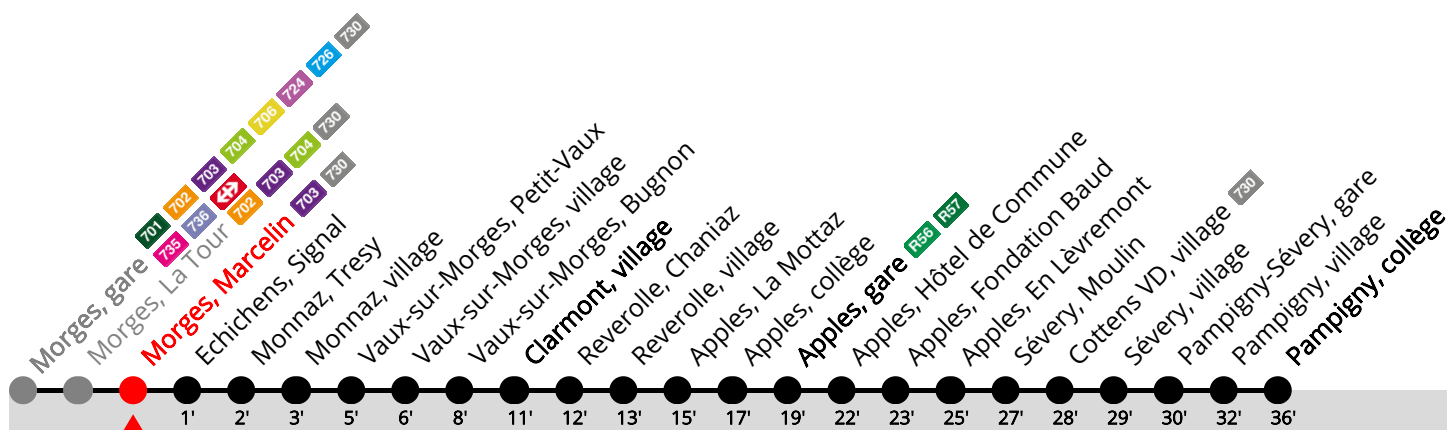 Morges, gare 701 702 703 704 706 724 726 730
735 736
Morges, La Tour 702 703 704 730
Morges, Marcelin 703 730
Echichens, Signal
Monnaz, Tresy
Monnaz, village
Vaux-sur-Morges, Petit-Vaux
Vaux-sur-Morges, village
Vaux-sur-Morges, Bugnon
Clarmont, village
Reverolle, Chaniaz
Reverolle, village
Apples, La Mottaz
Apples, collège
Apples, gare R56 R57
Apples, Hôtel de Commune
Apples, Fondation Baud
Apples, En Lèvremont
Sévery, Moulin
Cottens VD, village 730
Sévery, village
Pampigny-Sévery, gare
Pampigny, village
Pampigny, collège
1' 2' 3' 5' 6' 8' 11' 12' 13' 15' 17' 19' 22' 23' 25' 27' 28' 29' 30' 32' 36'